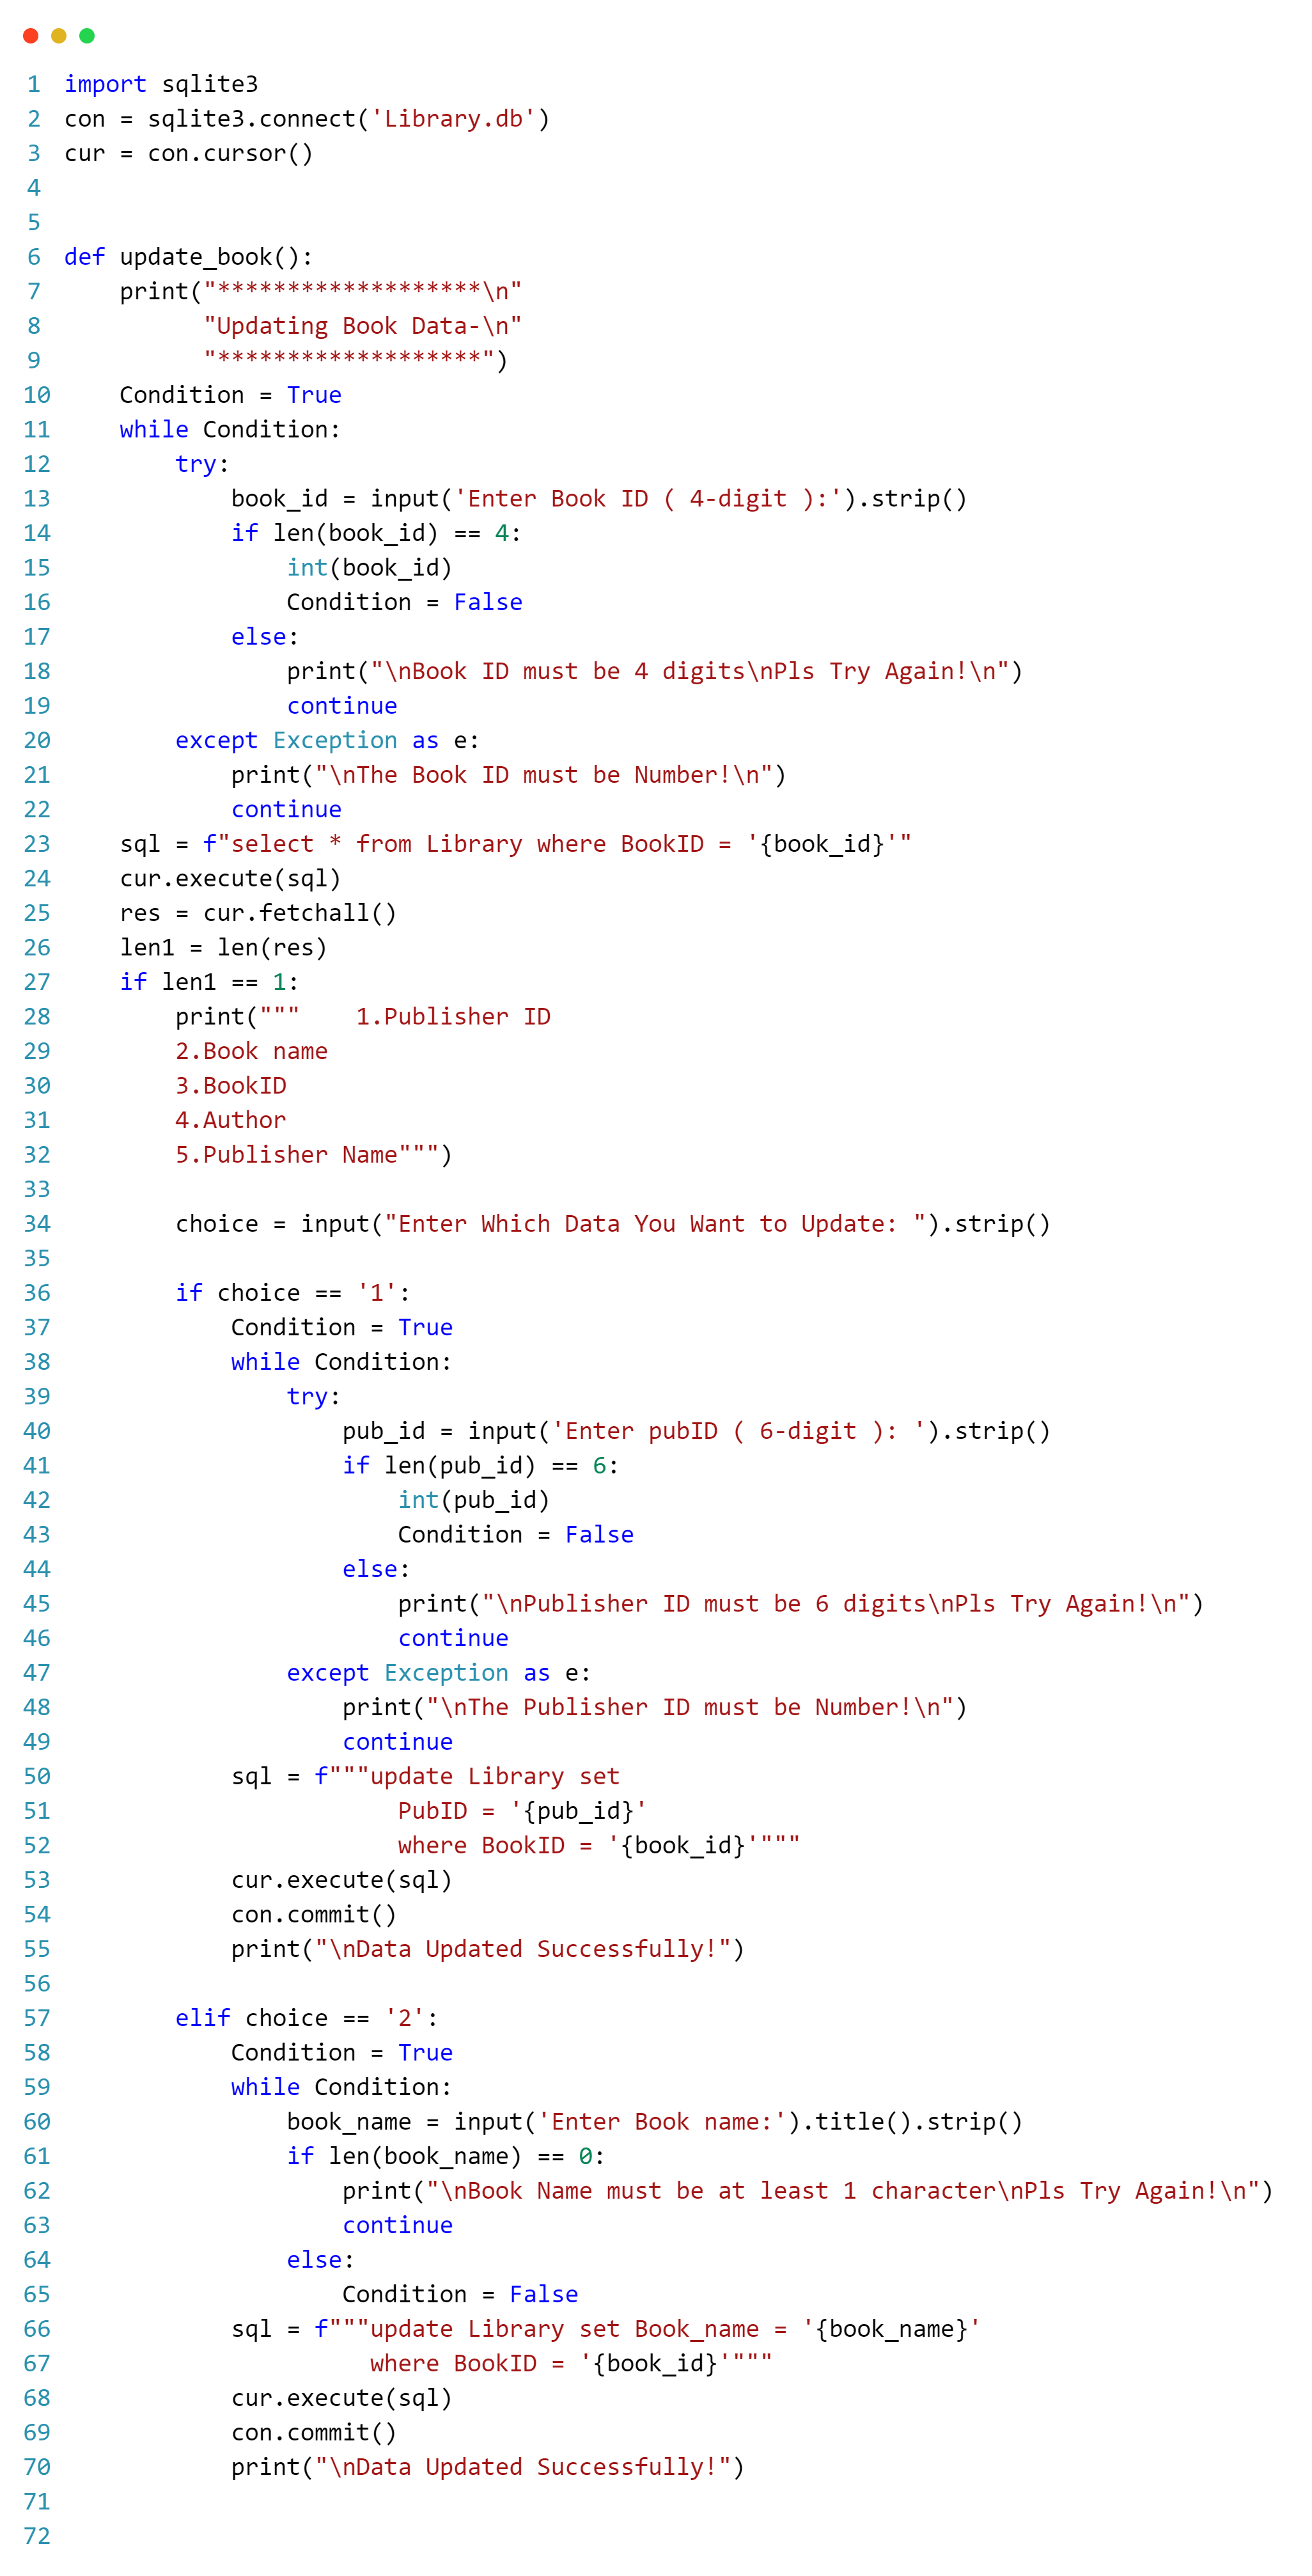 1 import sqlite3
2 con = sqlite3.connect('Library.db')
3 cur = con.cursor()
4
5
6 def update_book():
7     print("*******************\n"
8           "Updating Book Data-\n"
9           "*******************")
10     Condition = True
11     while Condition:
12         try:
13             book_id = input('Enter Book ID ( 4-digit ):').strip()
14             if len(book_id) == 4:
15                 int(book_id)
16                 Condition = False
17             else:
18                 print("\nBook ID must be 4 digits\nPls Try Again!\n")
19                 continue
20         except Exception as e:
21             print("\nThe Book ID must be Number!\n")
22             continue
23     sql = f"select * from Library where BookID = '{book_id}'"
24     cur.execute(sql)
25     res = cur.fetchall()
26     len1 = len(res)
27     if len1 == 1:
28         print("""    1.Publisher ID
29         2.Book name
30         3.BookID
31         4.Author
32         5.Publisher Name""")
33
34         choice = input("Enter Which Data You Want to Update: ").strip()
35
36         if choice == '1':
37             Condition = True
38             while Condition:
39                 try:
40                     pub_id = input('Enter pubID ( 6-digit ): ').strip()
41                     if len(pub_id) == 6:
42                         int(pub_id)
43                         Condition = False
44                     else:
45                         print("\nPublisher ID must be 6 digits\nPls Try Again!\n")
46                         continue
47                 except Exception as e:
48                     print("\nThe Publisher ID must be Number!\n")
49                     continue
50             sql = f"""update Library set
51                         PubID = '{pub_id}'
52                         where BookID = '{book_id}'"""
53             cur.execute(sql)
54             con.commit()
55             print("\nData Updated Successfully!")
56
57         elif choice == '2':
58             Condition = True
59             while Condition:
60                 book_name = input('Enter Book name:').title().strip()
61                 if len(book_name) == 0:
62                     print("\nBook Name must be at least 1 character\nPls Try Again!\n")
63                     continue
64                 else:
65                     Condition = False
66             sql = f"""update Library set Book_name = '{book_name}'
67                       where BookID = '{book_id}'"""
68             cur.execute(sql)
69             con.commit()
70             print("\nData Updated Successfully!")
71
72